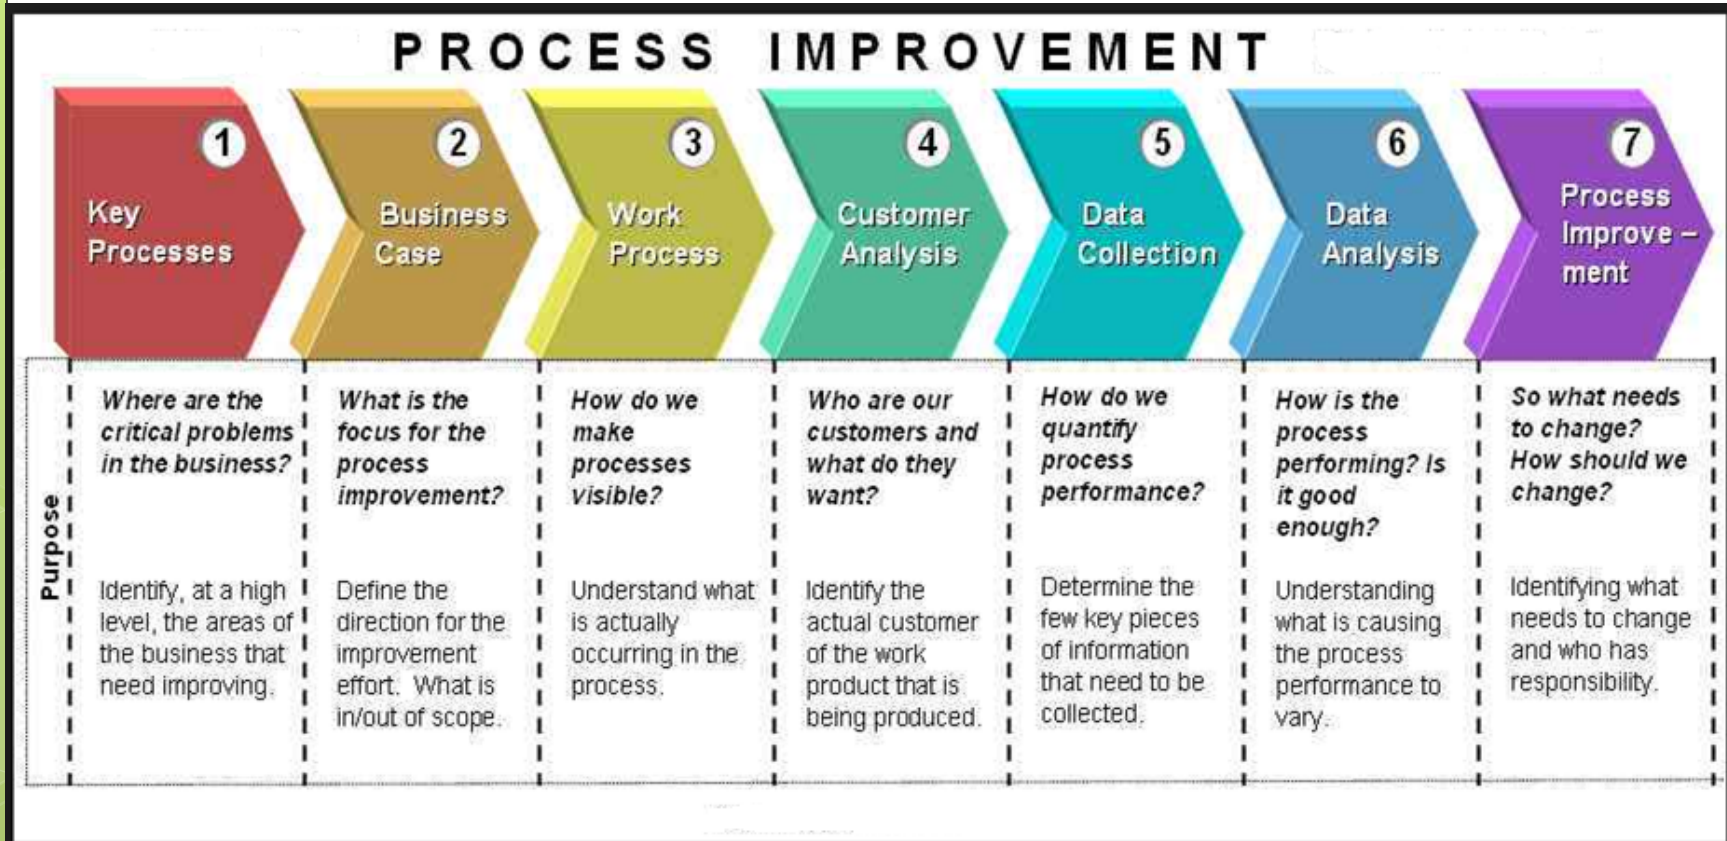 PROCESS IMPROVEMENT
1
Key
Processes
2
Business
Case
3
Work
Process
4
Customer
Analysis
5
Data
Collection
6
Data
Analysis
7
Process
Improve –
ment
Purpose
Where are the
critical problems
in the business?
Identify, at a high
level, the areas of
the business that
need improving.
What is the
focus for the
process
improvement?
Define the
direction for the
improvement
effort. What is
in/out of scope.
How do we
make
processes
visible?
Understand what
is actually
occurring in the
process.
Who are our
customers and
what do they
want?
Identify the
actual customer
of the work
product that is
being produced.
How do we
quantify
process
performance?
Determine the
few key pieces
of information
that need to be
collected.
How is the
process
performing? Is
it good
enough?
Understanding
what is causing
the process
performance to
vary.
So what needs
to change?
How should we
change?
Identifying what
needs to change
and who has
responsibility.